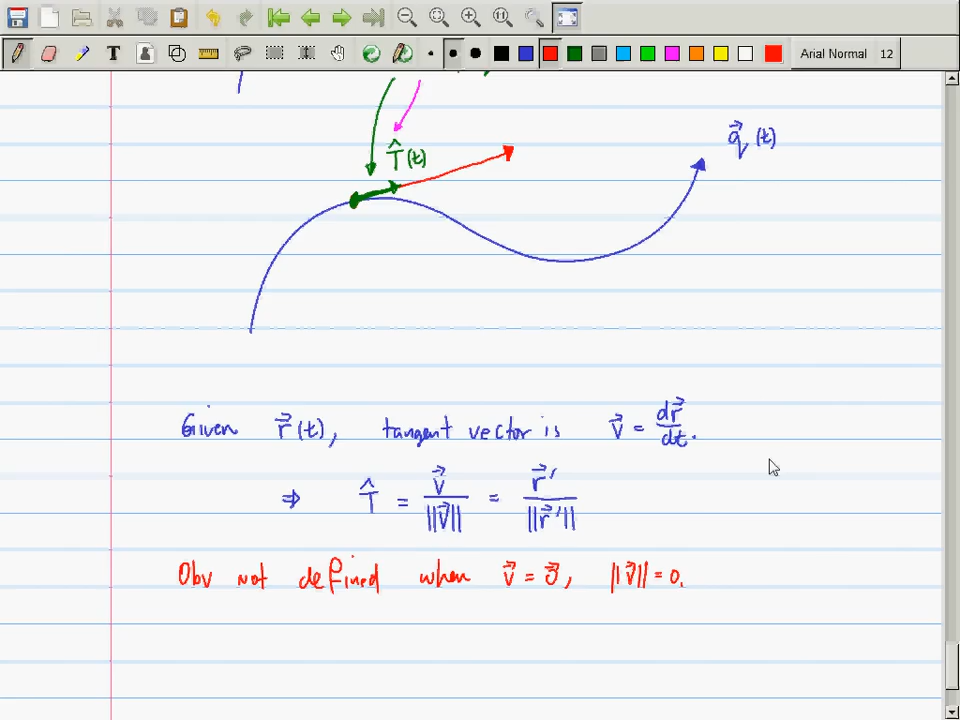 T
Arial Normal 12
q⃗ (t)
T̂(t)
Given r⃗(t), tangent vector is v⃗ = dr⃗/dt.
⇒ T̂ = v⃗/||v⃗|| = r⃗′/||r⃗′||
Obv not defined when v⃗ = 0⃗, ||v⃗|| = 0.